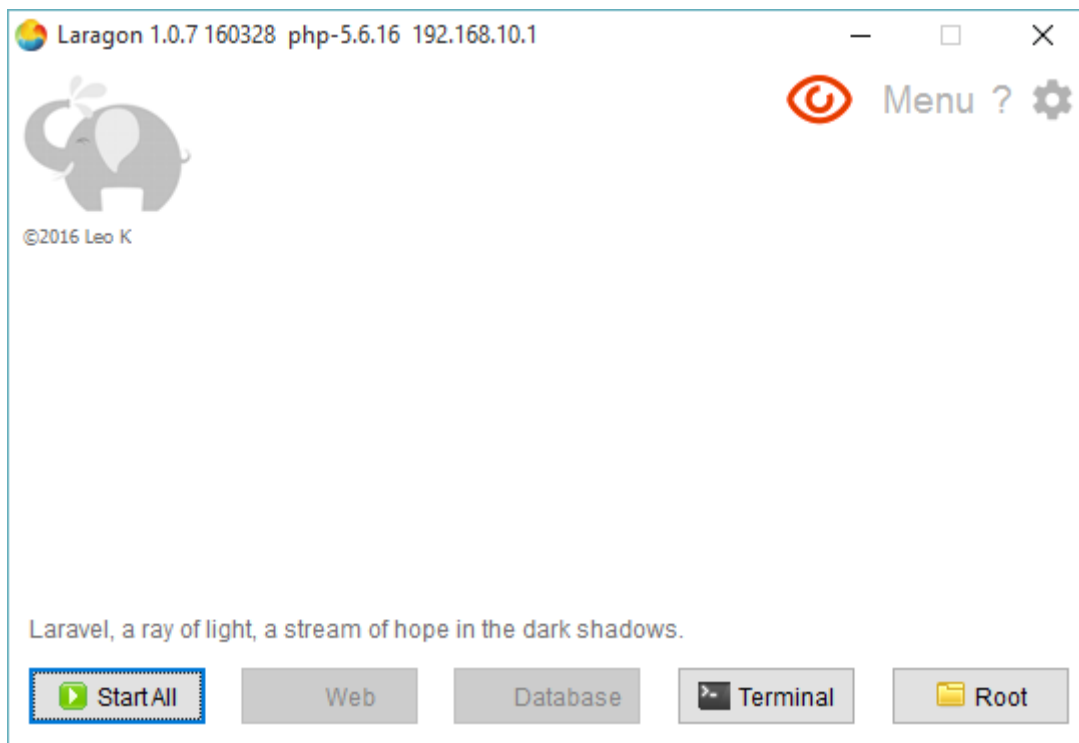 Laragon 1.0.7 160328 php-5.6.16 192.168.10.1
Menu ?
©2016 Leo K
Laravel, a ray of light, a stream of hope in the dark shadows.
Start All Web Database Terminal Root